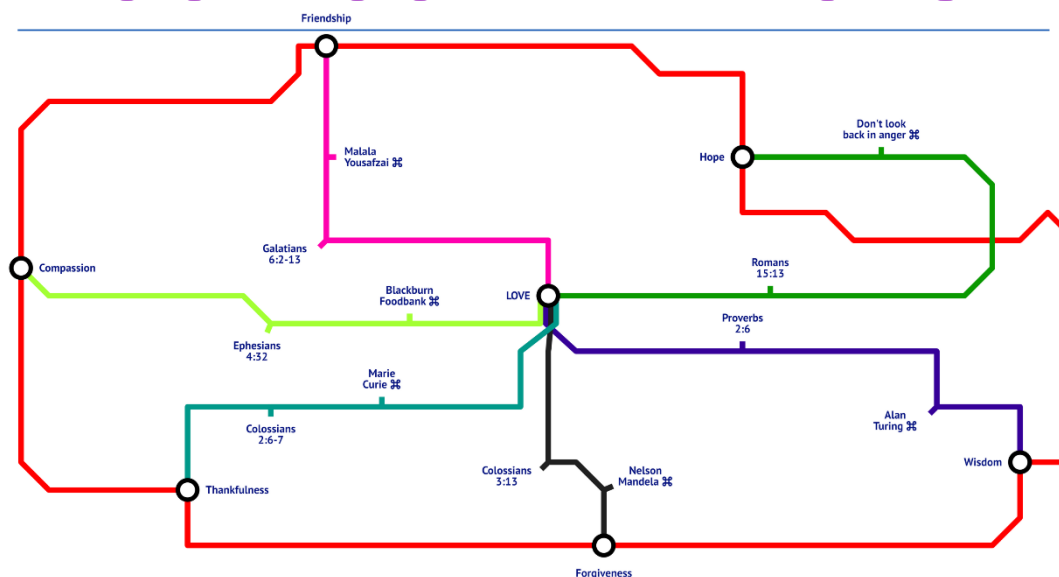 Friendship
Don't look
back in anger ⌘
Malala
Yousafzai ⌘
Hope
Galatians
6:2-13
Compassion
Romans
15:13
Blackburn
Foodbank ⌘
LOVE
Proverbs
2:6
Ephesians
4:32
Marie
Curie ⌘
Alan
Turing ⌘
Colossians
2:6-7
Wisdom
Colossians
3:13
Nelson
Mandela ⌘
Thankfulness
Forgiveness